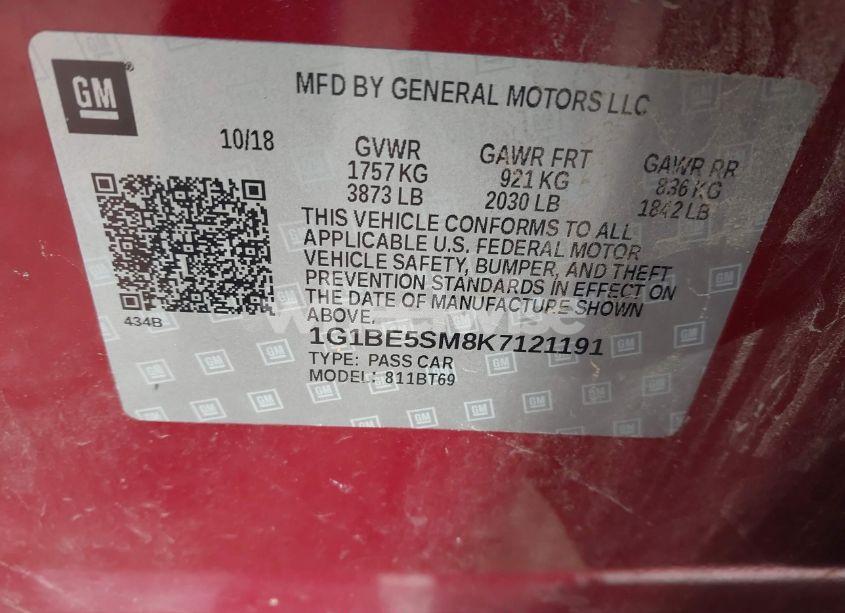 GM
MFD BY GENERAL MOTORS LLC
10/18
GVWR
1757 KG
3873 LB
GAWR FRT
921 KG
2030 LB
GAWR RR
836 KG
1842 LB
THIS VEHICLE CONFORMS TO ALL
APPLICABLE U.S. FEDERAL MOTOR
VEHICLE SAFETY, BUMPER, AND THEFT
PREVENTION STANDARDS IN EFFECT ON
THE DATE OF MANUFACTURE SHOWN
ABOVE.
434B
1G1BE5SM8K7121191
TYPE: PASS CAR
MODEL: 811BT69